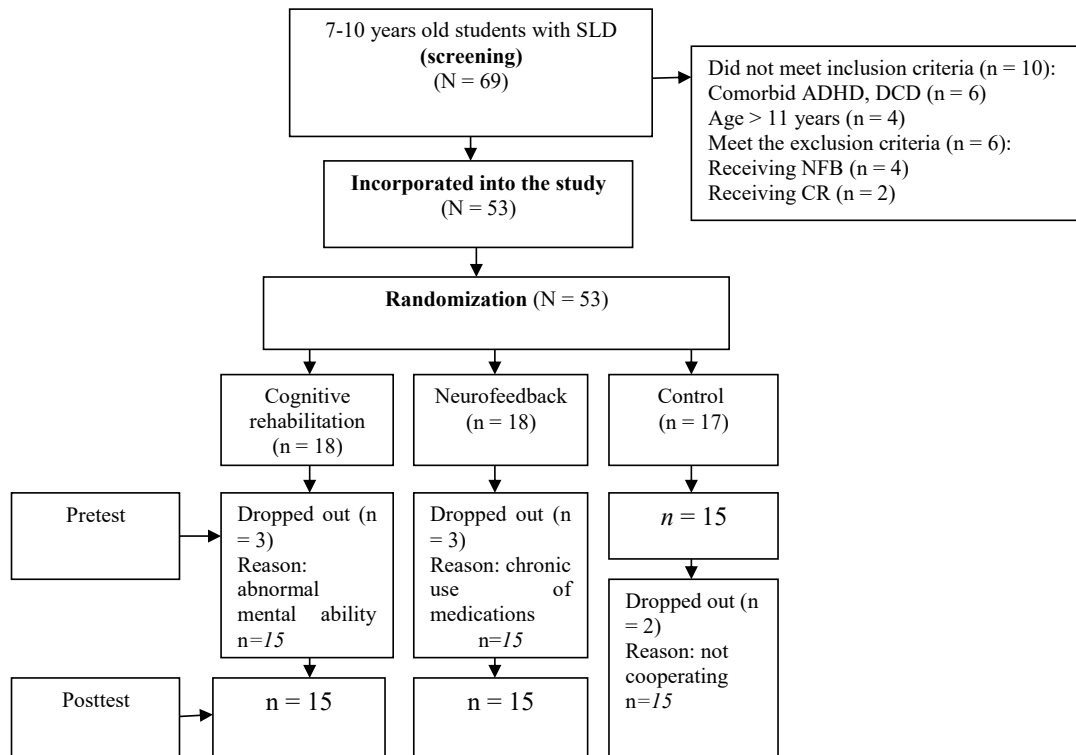 7-10 years old students with SLD
(screening)
(N = 69)
Did not meet inclusion criteria (n = 10):
Comorbid ADHD, DCD (n = 6)
Age > 11 years (n = 4)
Meet the exclusion criteria (n = 6):
Receiving NFB (n = 4)
Receiving CR (n = 2)
Incorporated into the study
(N = 53)
Randomization (N = 53)
Cognitive
rehabilitation
(n = 18)
Neurofeedback
(n = 18)
Control
(n = 17)
Pretest
Dropped out (n
= 3)
Reason:
abnormal
mental ability
n=15
Dropped out (n
= 3)
Reason: chronic
use of
medications
n=15
n = 15
Dropped out (n
= 2)
Reason: not
cooperating
n=15
Posttest
n = 15
n = 15